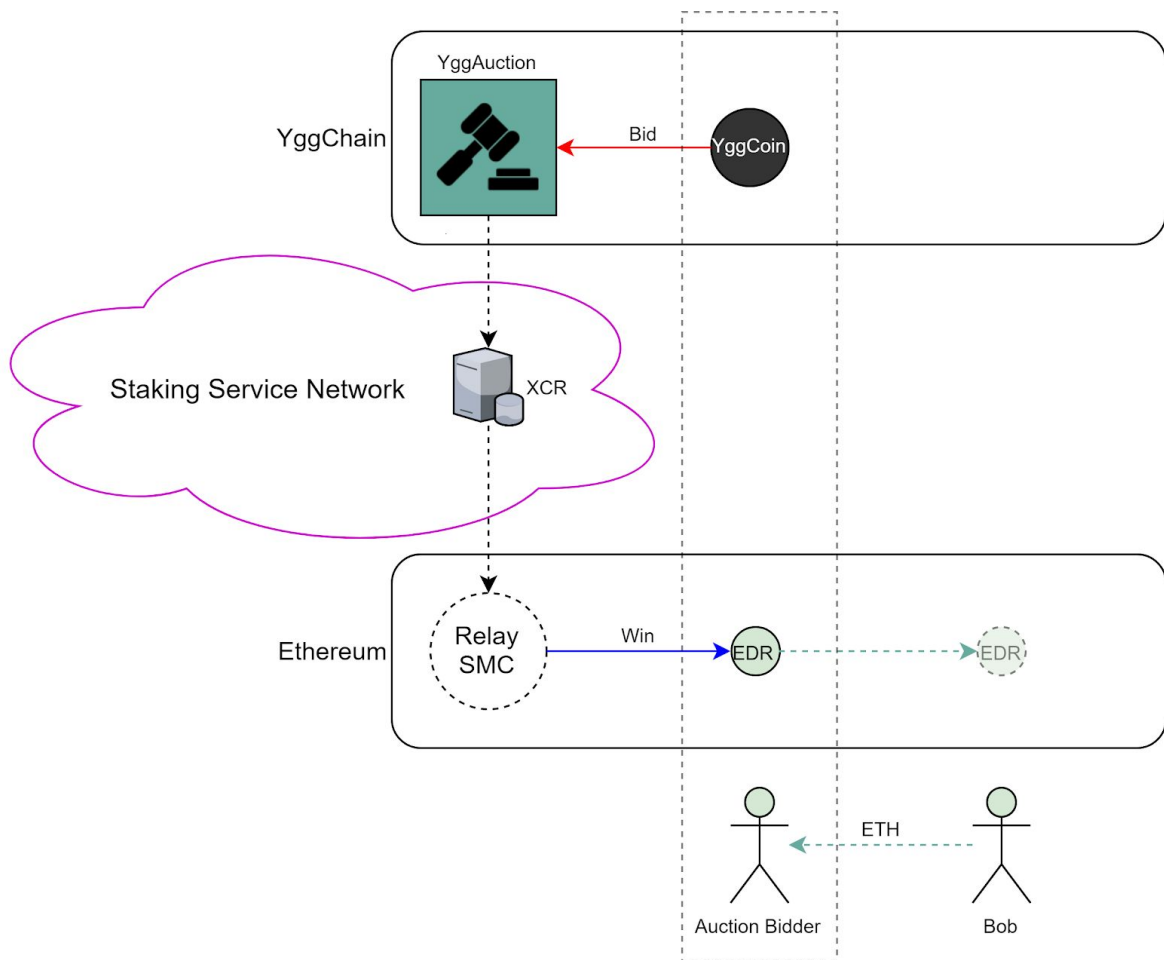 YggAuction
YggChain
Bid
YggCoin
Staking Service Network
XCR
Ethereum
Relay
SMC
Win
EDR
EDR
ETH
Auction Bidder
Bob